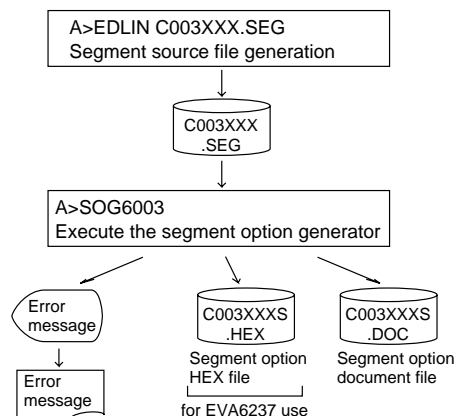 A>EDLIN C003XXX.SEG
Segment source file generation
C003XXX
.SEG
A>SOG6003
Execute the segment option generator
Error
message
C003XXXS
.HEX
C003XXXS
.DOC
Segment option
HEX file
Segment option
document file
Error
message
for EVA6237 use